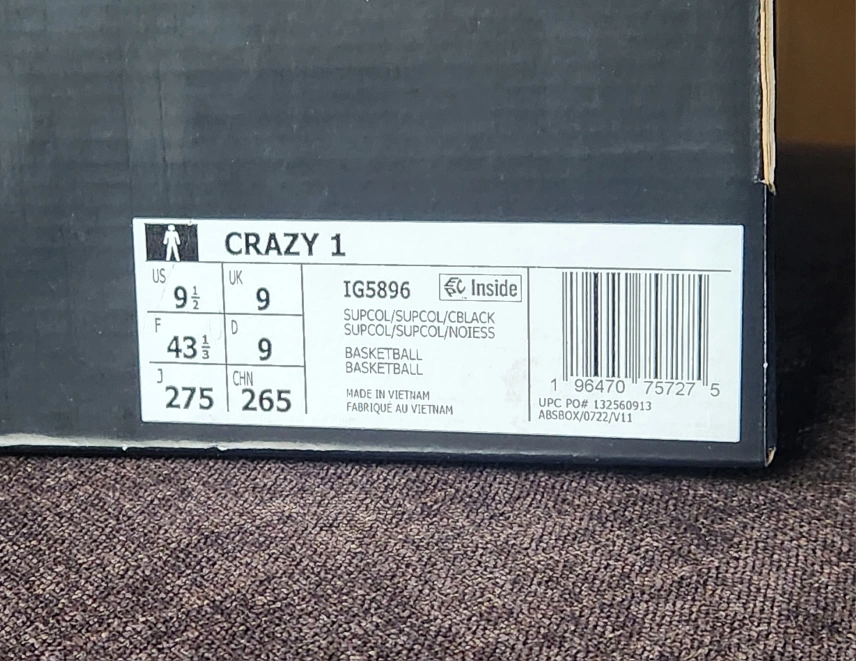 CRAZY 1
US 9½ UK 9
F 43⅓ D 9
J 275 CHN 265
IG5896 Inside
SUPCOL/SUPCOL/CBLACK
SUPCOL/SUPCOL/NOIESS
BASKETBALL
BASKETBALL
MADE IN VIETNAM
FABRIQUÉ AU VIETNAM
1 96470 75727 5
UPC PO# 132560913
ABSBOX/0722/V11